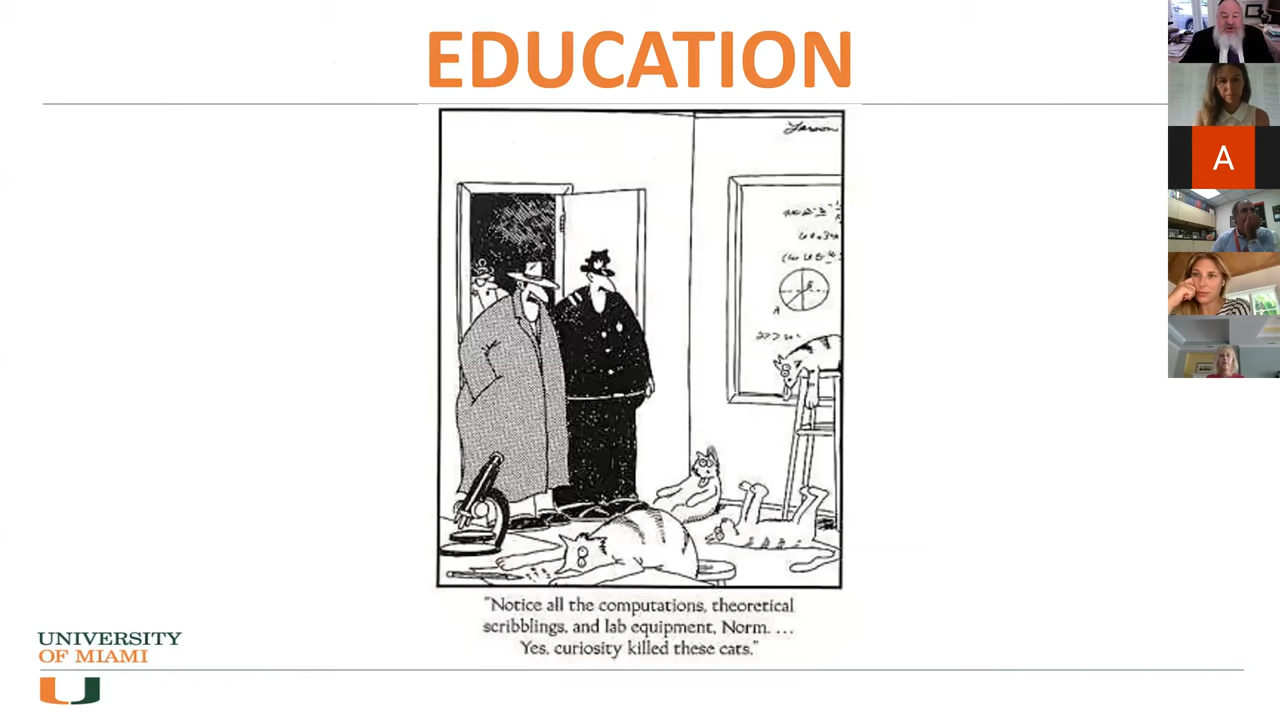 EDUCATION
Larson
A
A
"Notice all the computations, theoretical
scribblings, and lab equipment, Norm. ...
Yes, curiosity killed these cats."
UNIVERSITY
OF MIAMI